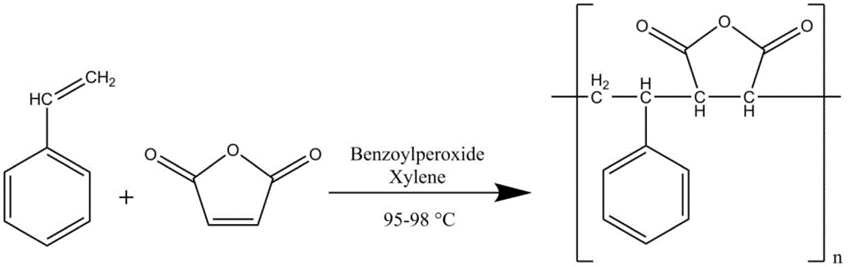 HC
CH2
+
O
O
O
Benzoylperoxide
Xylene
95-98 °C
O
O
O
H2
C
H
C
C
H
C
H
n